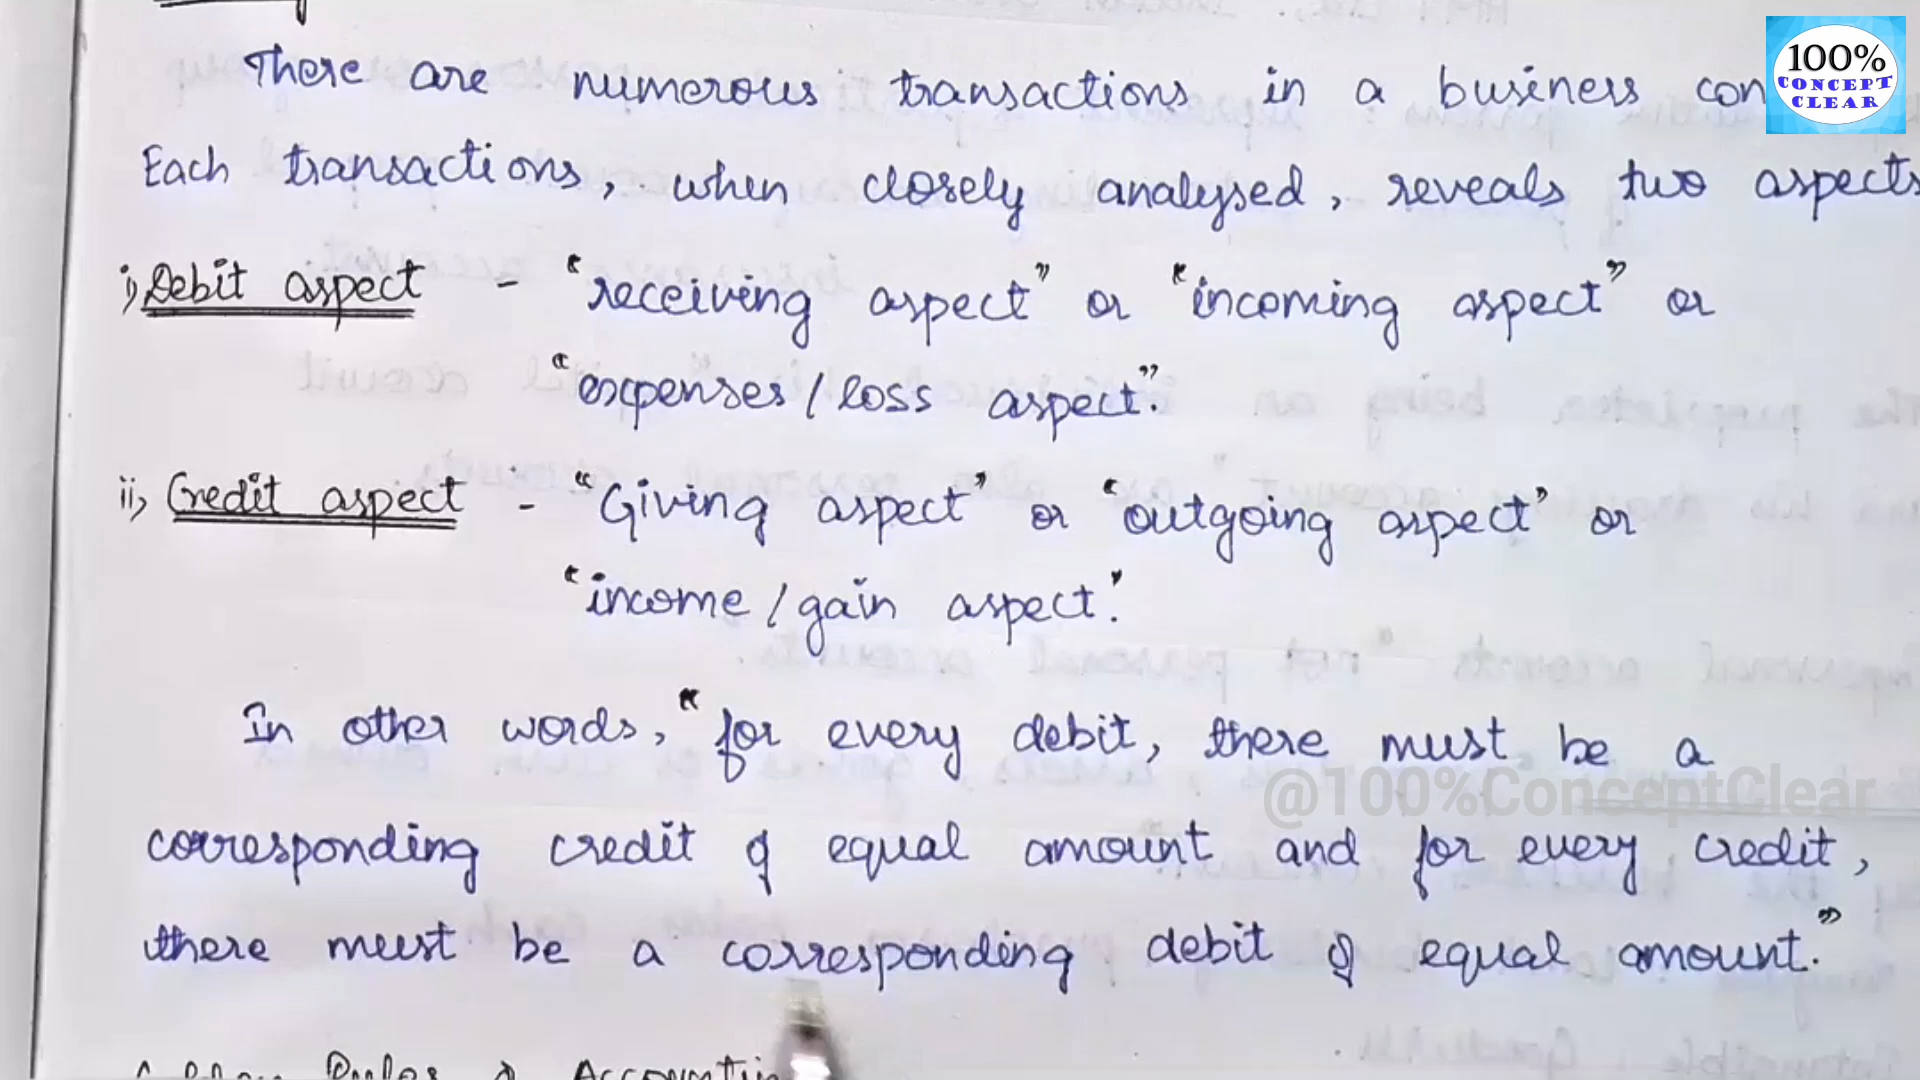 There are numerous transactions in a business con
Each transactions, when closely analysed, reveals two aspects
i) Debit aspect - "receiving aspect" or "incoming aspect" or
"expenses/loss aspect."
ii) Credit aspect - "Giving aspect" or "outgoing aspect" or
"income/gain aspect."
In other words, "for every debit, there must be a
corresponding credit of equal amount and for every credit,
there must be a corresponding debit of equal amount."
Rules of Accounting
100%
CONCEPT
CLEAR
@100%ConceptClear